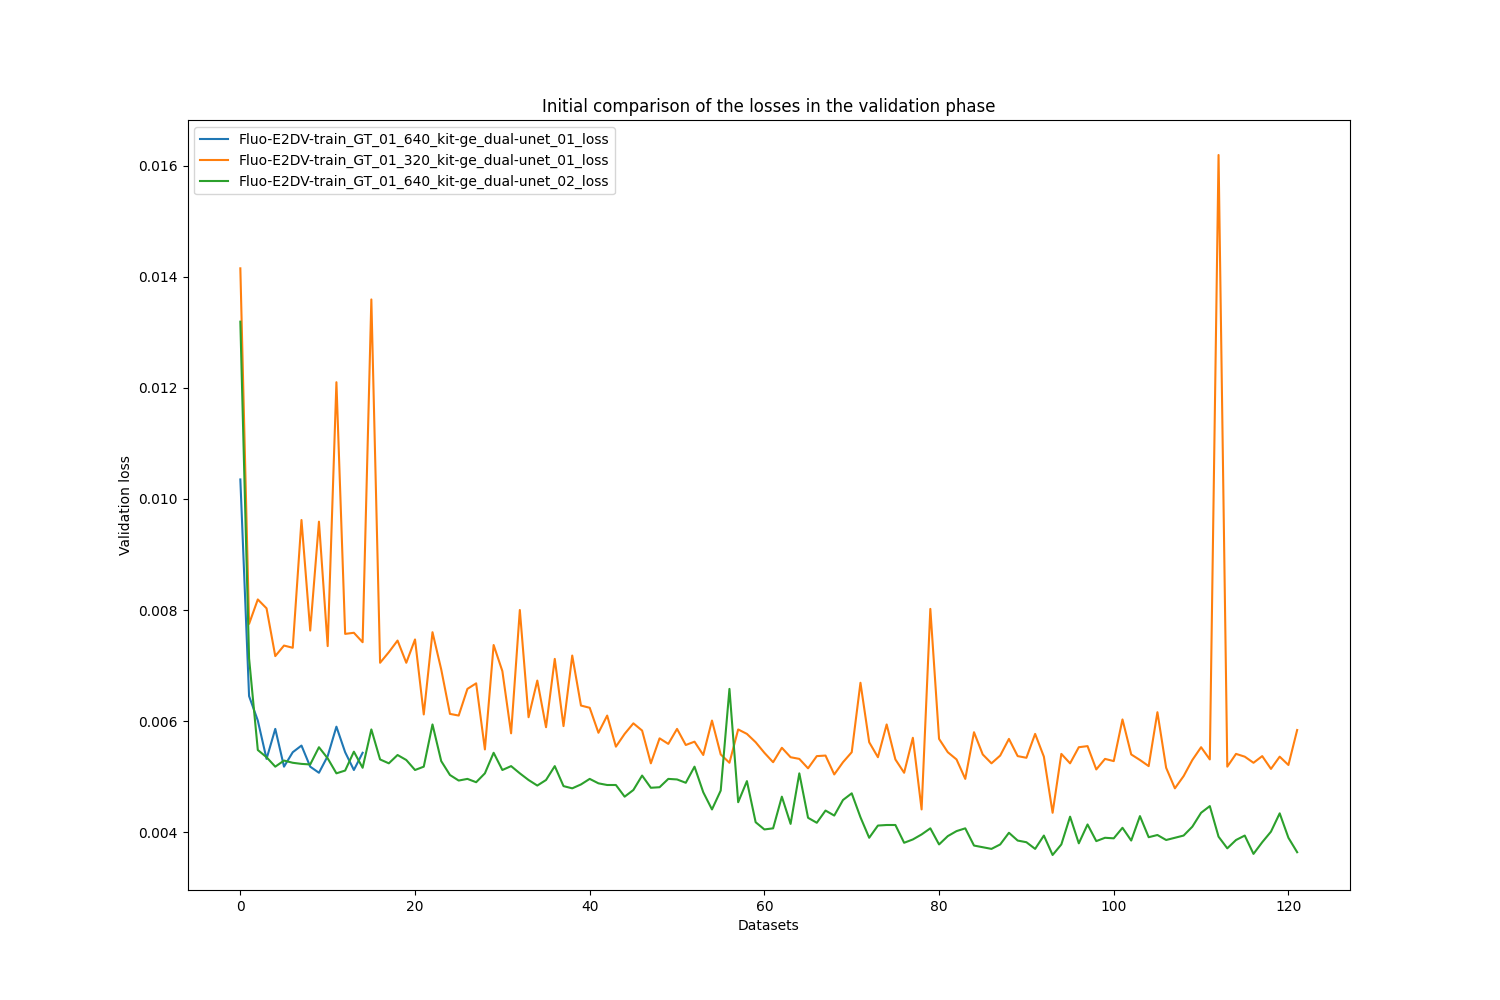 Initial comparison of the losses in the validation phase
Fluo-E2DV-train_GT_01_640_kit-ge_dual-unet_01_loss
Fluo-E2DV-train_GT_01_320_kit-ge_dual-unet_01_loss
Fluo-E2DV-train_GT_01_640_kit-ge_dual-unet_02_loss
0.016
0.014
0.012
0.010
0.008
0.006
0.004
Validation loss
0 20 40 60 80 100 120
Datasets